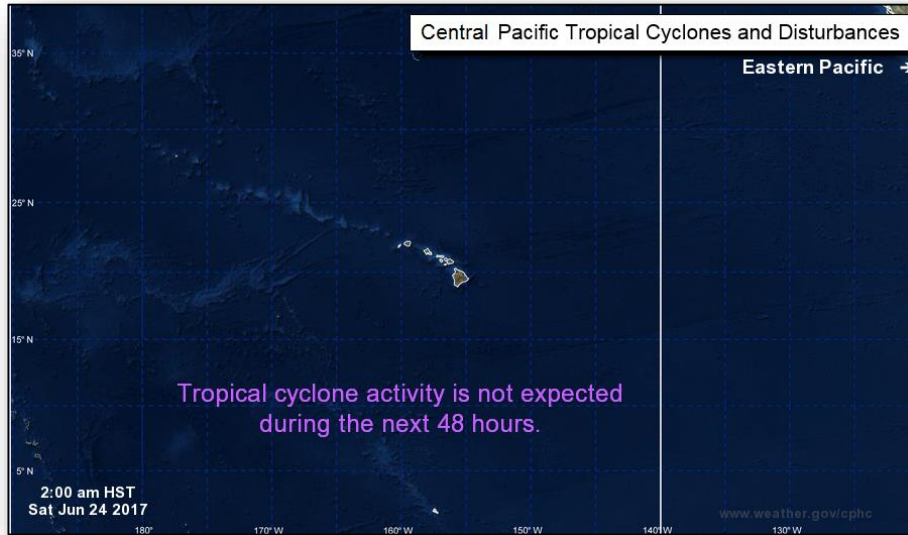 Central Pacific Tropical Cyclones and Disturbances
Eastern Pacific →
35° N
25° N
15° N
Tropical cyclone activity is not expected
during the next 48 hours.
5° N
2:00 am HST
Sat Jun 24 2017
www.weather.gov/cphc
180° 170° W 160° W 150° W 140° W 130° W